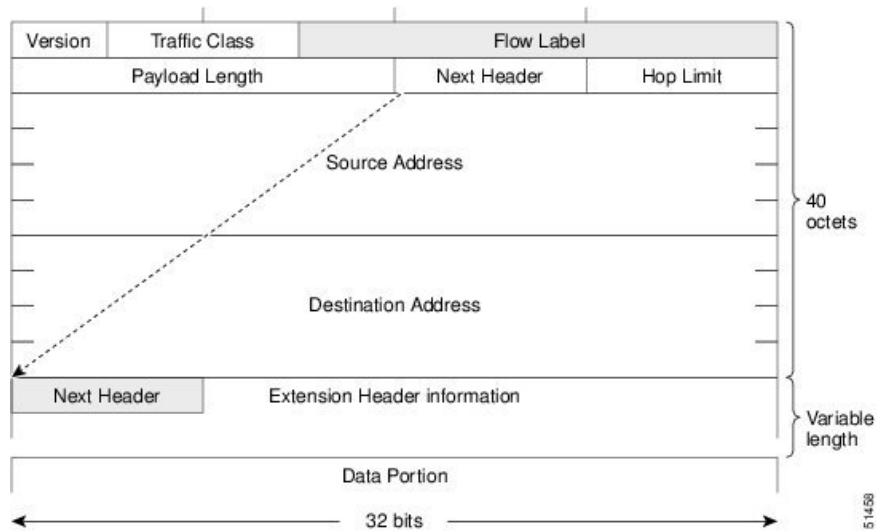 Version Traffic Class Flow Label
Payload Length Next Header Hop Limit
Source Address
40
octets
Destination Address
Next Header Extension Header information
Variable
length
Data Portion
32 bits
51458